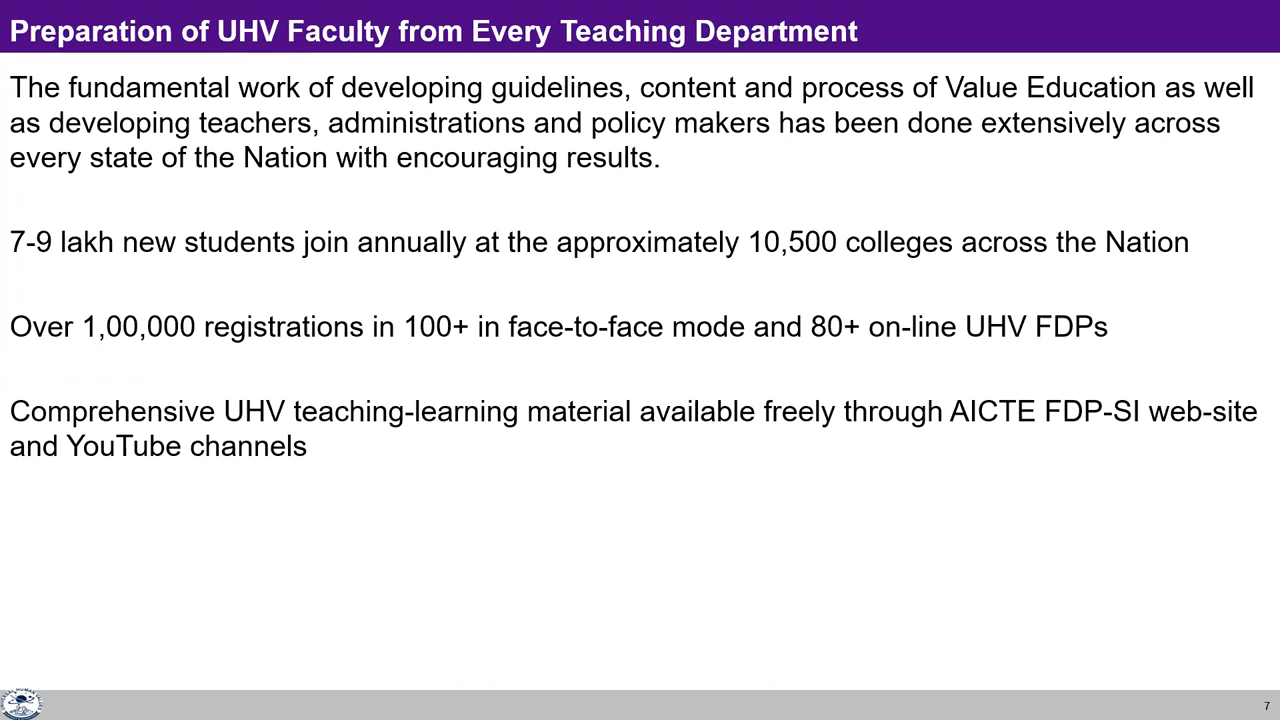 Preparation of UHV Faculty from Every Teaching Department
The fundamental work of developing guidelines, content and process of Value Education as well
as developing teachers, administrations and policy makers has been done extensively across
every state of the Nation with encouraging results.
7-9 lakh new students join annually at the approximately 10,500 colleges across the Nation
Over 1,00,000 registrations in 100+ in face-to-face mode and 80+ on-line UHV FDPs
Comprehensive UHV teaching-learning material available freely through AICTE FDP-SI web-site
and YouTube channels
7